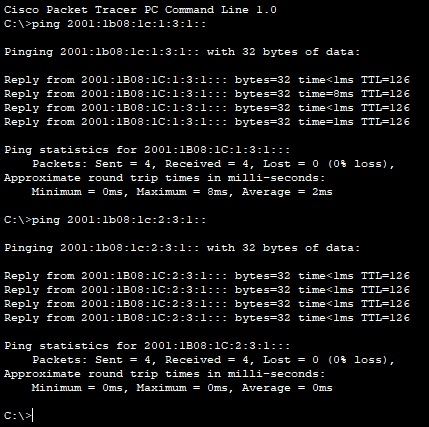 Cisco Packet Tracer PC Command Line 1.0
C:\>ping 2001:1b08:1c:1:3:1::
Pinging 2001:1b08:1c:1:3:1:: with 32 bytes of data:
Reply from 2001:1B08:1C:1:3:1::: bytes=32 time<1ms TTL=126
Reply from 2001:1B08:1C:1:3:1::: bytes=32 time=8ms TTL=126
Reply from 2001:1B08:1C:1:3:1::: bytes=32 time<1ms TTL=126
Reply from 2001:1B08:1C:1:3:1::: bytes=32 time=1ms TTL=126
Ping statistics for 2001:1B08:1C:1:3:1:::
Packets: Sent = 4, Received = 4, Lost = 0 (0% loss),
Approximate round trip times in milli-seconds:
Minimum = 0ms, Maximum = 8ms, Average = 2ms
C:\>ping 2001:1b08:1c:2:3:1::
Pinging 2001:1b08:1c:2:3:1:: with 32 bytes of data:
Reply from 2001:1B08:1C:2:3:1::: bytes=32 time<1ms TTL=126
Reply from 2001:1B08:1C:2:3:1::: bytes=32 time<1ms TTL=126
Reply from 2001:1B08:1C:2:3:1::: bytes=32 time<1ms TTL=126
Reply from 2001:1B08:1C:2:3:1::: bytes=32 time<1ms TTL=126
Ping statistics for 2001:1B08:1C:2:3:1:::
Packets: Sent = 4, Received = 4, Lost = 0 (0% loss),
Approximate round trip times in milli-seconds:
Minimum = 0ms, Maximum = 0ms, Average = 0ms
C:\>